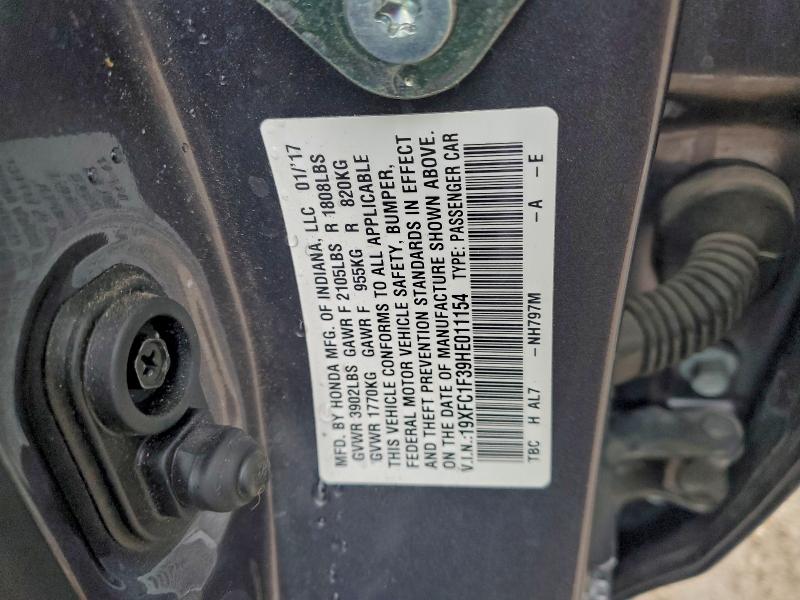 MFD. BY HONDA MFG. OF INDIANA, LLC 01/'17
GVWR 3902LBS GAWR F 2105LBS R 1808LBS
GVWR 1770KG GAWR F 955KG R 820KG
THIS VEHICLE CONFORMS TO ALL APPLICABLE
FEDERAL MOTOR VEHICLE SAFETY, BUMPER,
AND THEFT PREVENTION STANDARDS IN EFFECT
ON THE DATE OF MANUFACTURE SHOWN ABOVE.
V.I.N.:19XFC1F39HE011154 TYPE: PASSENGER CAR
TBC H AL7 -NH797M -A -E